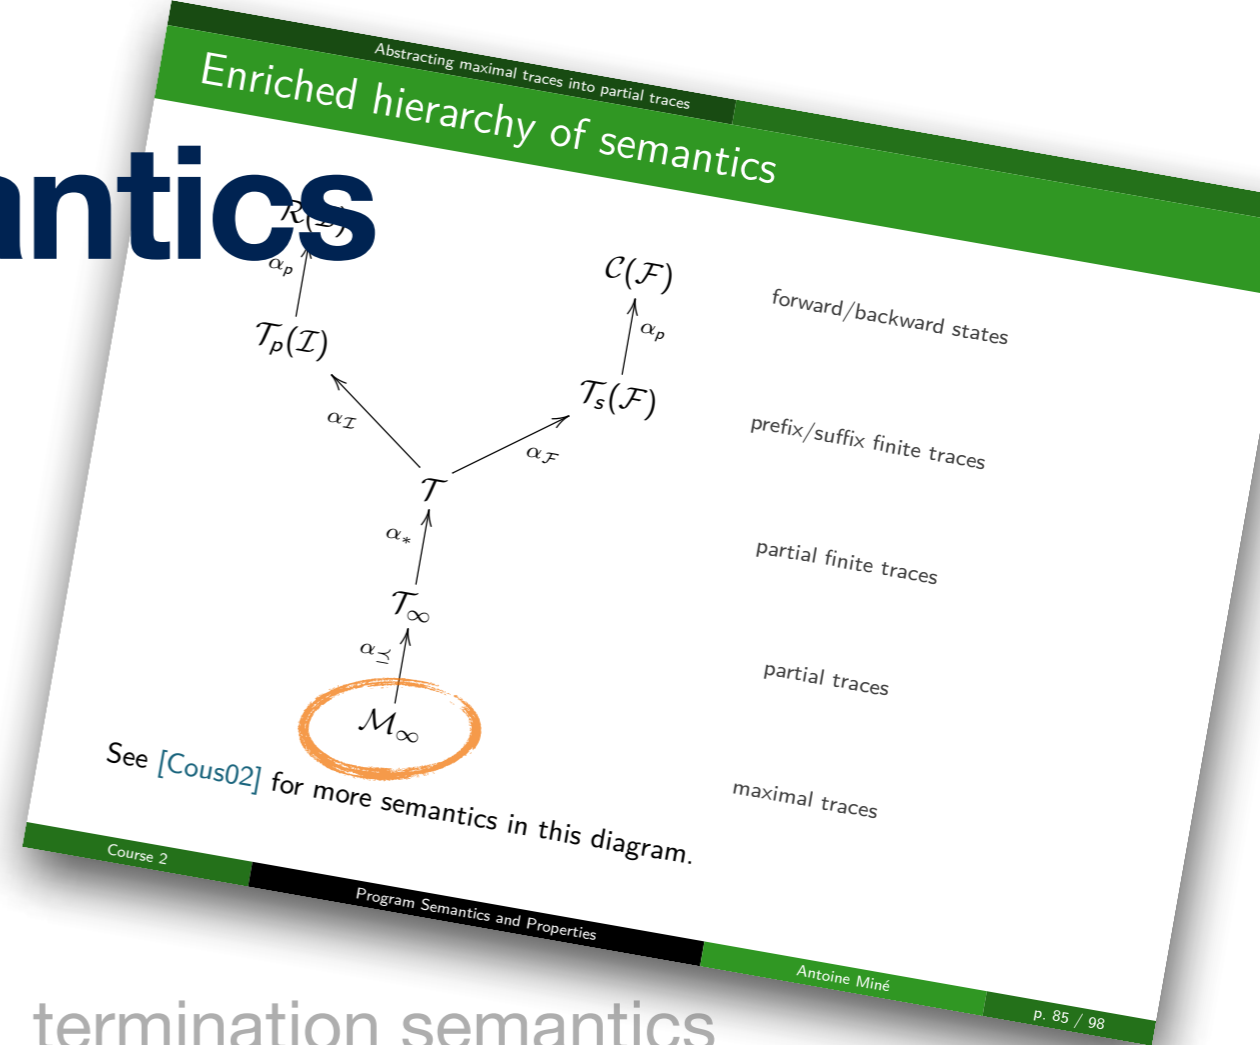 Abstracting maximal traces into partial traces
Enriched hierarchy of semantics
antics
R(I)
αp
C(F)
forward/backward states
αp
Tp(I)
Ts(F)
prefix/suffix finite traces
αI
αF
T
partial finite traces
α*
T∞
partial traces
α≼
M∞
maximal traces
See [Cous02] for more semantics in this diagram.
Course 2
Program Semantics and Properties
Antoine Miné
p. 85 / 98
termination semantics